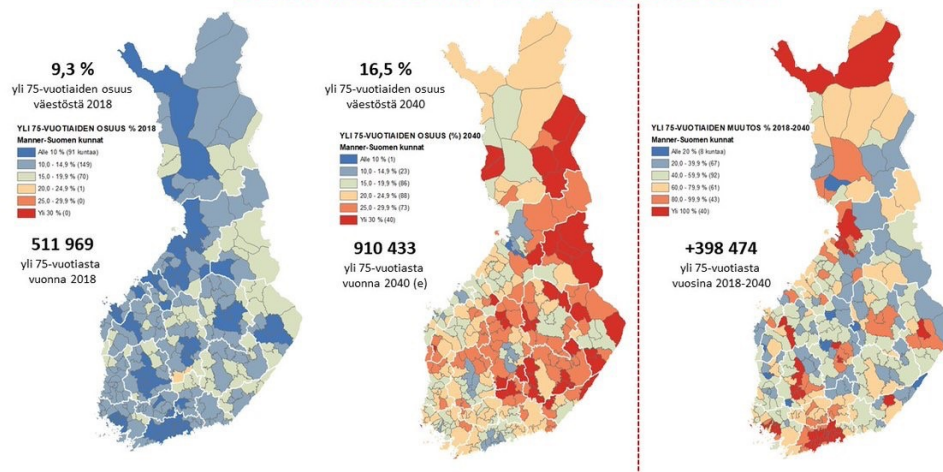 9,3 %
yli 75-vuotiaiden osuus
väestöstä 2018
YLI 75-VUOTIAIDEN OSUUS % 2018
Manner-Suomen kunnat
Alle 10 % (91 kuntaa)
10,0 - 14,9 % (149)
15,0 - 19,9 % (70)
20,0 - 24,9 % (1)
25,0 - 29,9 % (0)
Yli 30 % (0)
511 969
yli 75-vuotiasta
vuonna 2018
16,5 %
yli 75-vuotiaiden osuus
väestöstä 2040
YLI 75-VUOTIAIDEN OSUUS (%) 2040
Manner-Suomen kunnat
Alle 10 % (1)
10,0 - 14,9 % (23)
15,0 - 19,9 % (86)
20,0 - 24,9 % (88)
25,0 - 29,9 % (73)
Yli 30 % (40)
910 433
yli 75-vuotiasta
vuonna 2040 (e)
YLI 75-VUOTIAIDEN MUUTOS % 2018-2040
Manner-Suomen kunnat
Alle 20 % (8 kuntaa)
20,0 - 39,9% (67)
40,0 - 59,9% (92)
60,0 - 79,9% (61)
80,0 - 99,9% (43)
Yli 100 % (40)
+398 474
yli 75-vuotiasta
vuosina 2018-2040